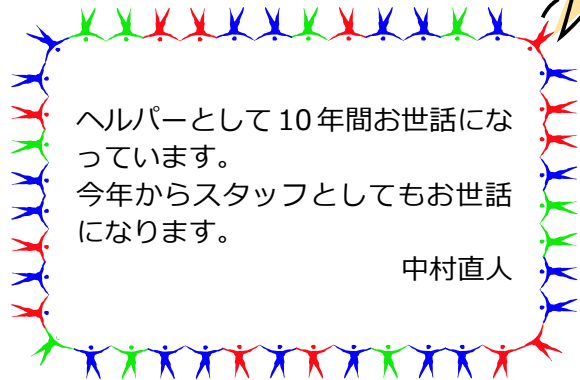 ヘルパーとして10年間お世話にな
っています。
今年からスタッフとしてもお世話
になります。
中村直人